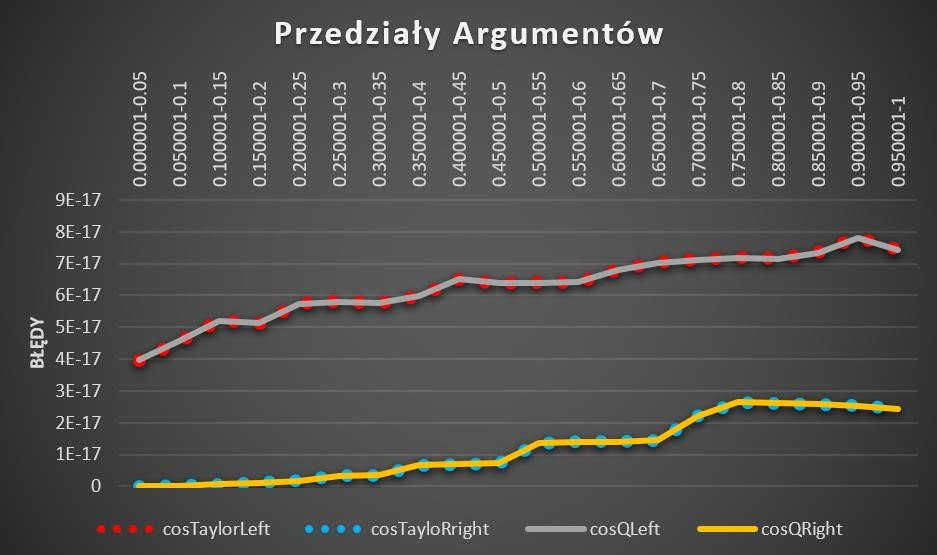 Przedziały Argumentów
0.000001-0.05
0.050001-0.1
0.100001-0.15
0.150001-0.2
0.200001-0.25
0.250001-0.3
0.300001-0.35
0.350001-0.4
0.400001-0.45
0.450001-0.5
0.500001-0.55
0.550001-0.6
0.600001-0.65
0.650001-0.7
0.700001-0.75
0.750001-0.8
0.800001-0.85
0.850001-0.9
0.900001-0.95
0.950001-1
BŁĘDY
9E-17
8E-17
7E-17
6E-17
5E-17
4E-17
3E-17
2E-17
1E-17
0
cosTaylorLeft cosTayloRright cosQLeft cosQRight